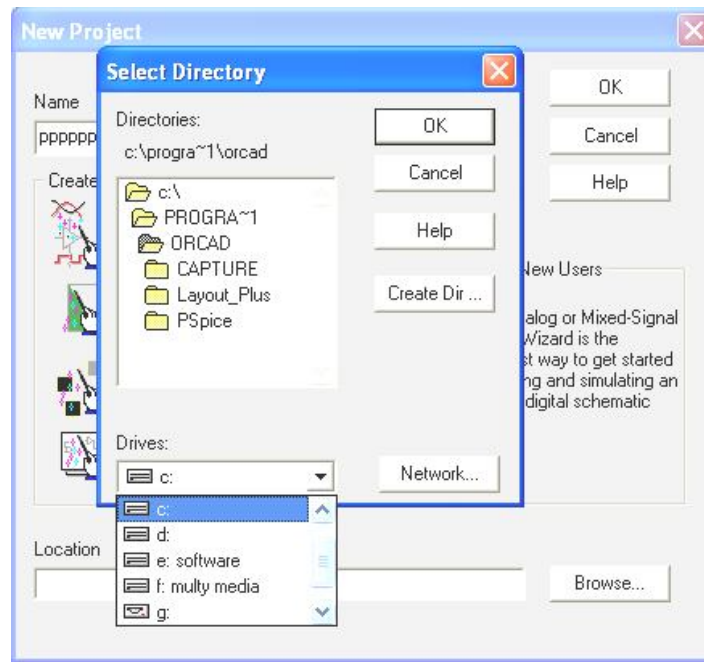 New Project
Name
pppppp
Create
OK
Cancel
Help
New Users
alog or Mixed-Signal
Wizard is the
st way to get started
ng and simulating an
digital schematic
Location
Browse...
Select Directory
Directories:
c:\progra~1\orcad
c:\
PROGRA~1
ORCAD
CAPTURE
Layout_Plus
PSpice
OK
Cancel
Help
Create Dir ...
Drives:
c:
Network...
c:
d:
e: software
f: multy media
g: